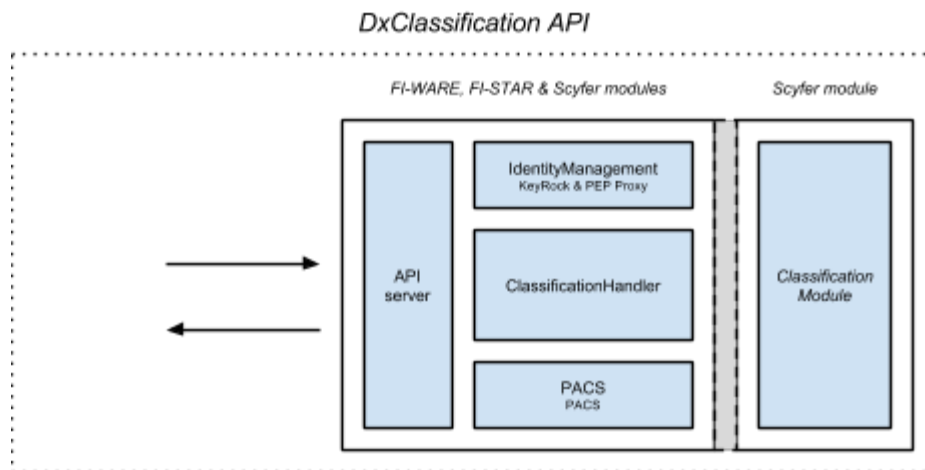 DxClassification API
FI-WARE, FI-STAR & Scyfer modules
Scyfer module
API
server
IdentityManagement
KeyRock & PEP Proxy
ClassificationHandler
PACS
PACS
Classification
Module